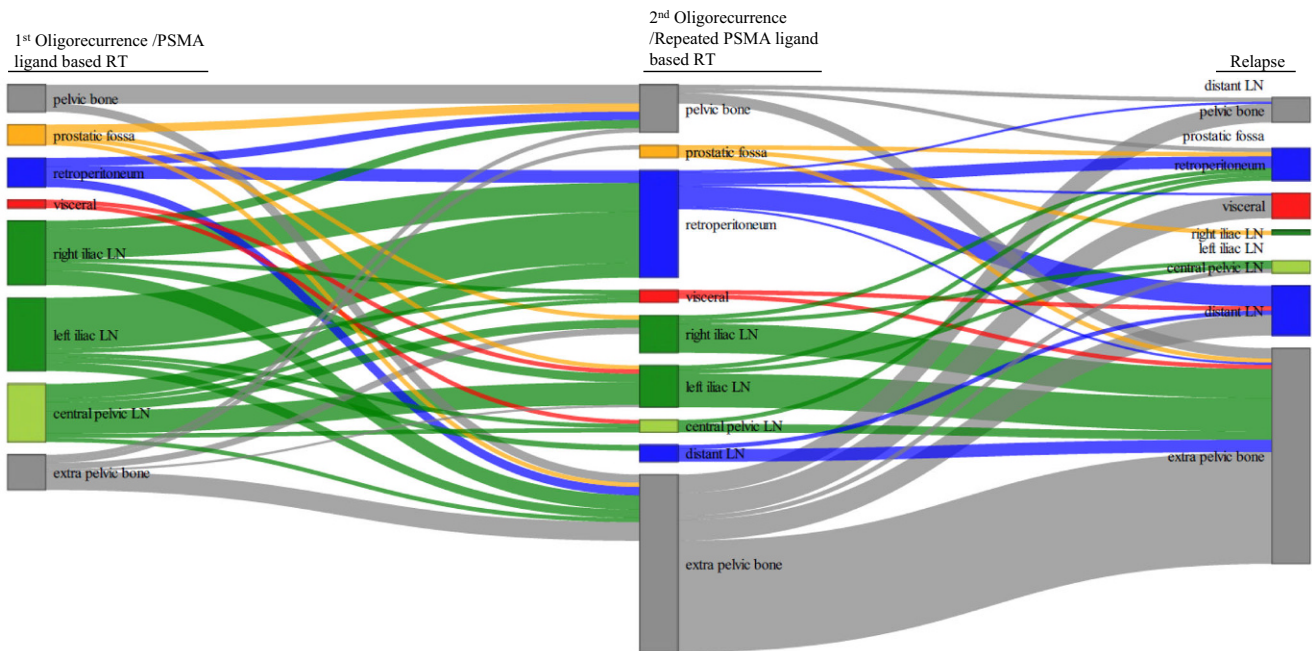 1st Oligorecurrence /PSMA
ligand based RT
2nd Oligorecurrence
/Repeated PSMA ligand
based RT
Relapse
pelvic bone
prostatic fossa
retroperitoneum
visceral
right iliac LN
left iliac LN
central pelvic LN
extra pelvic bone
pelvic bone
prostatic fossa
retroperitoneum
visceral
right iliac LN
left iliac LN
central pelvic LN
distant LN
extra pelvic bone
distant LN
pelvic bone
prostatic fossa
retroperitoneum
visceral
right iliac LN
left iliac LN
central pelvic LN
distant LN
extra pelvic bone